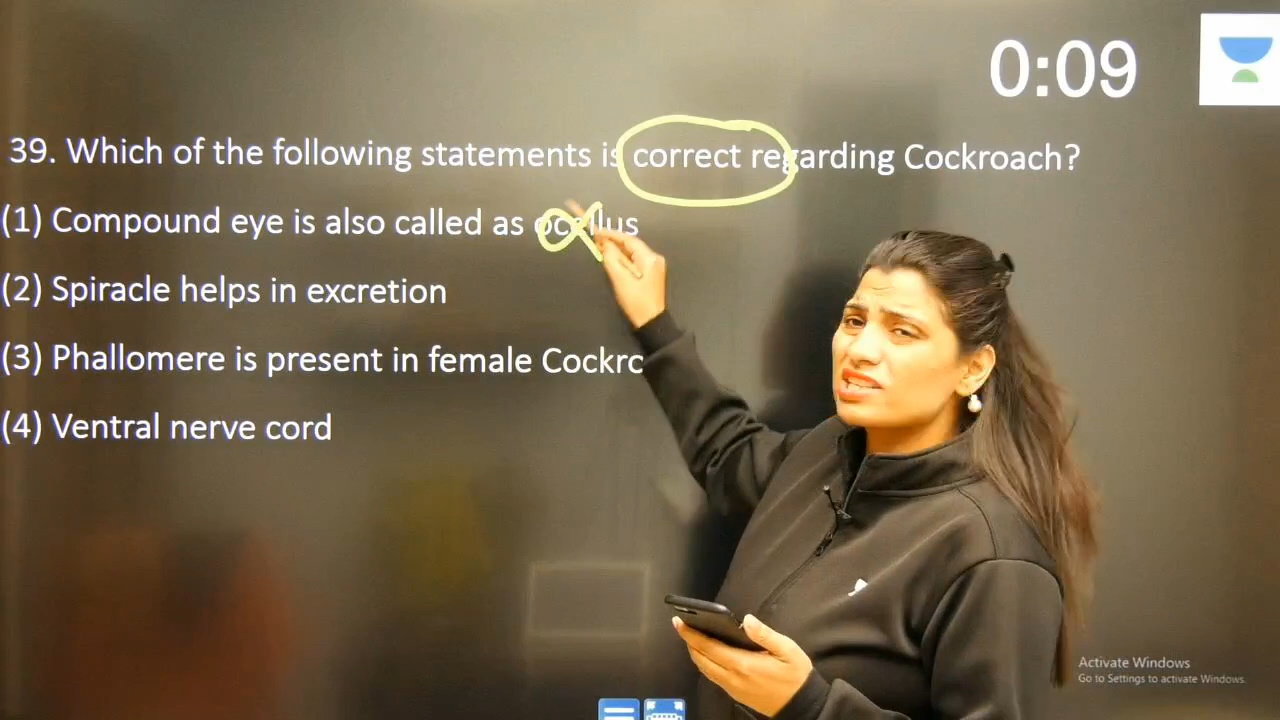 0:09
39. Which of the following statements is correct regarding Cockroach?
(1) Compound eye is also called as ocellus
(2) Spiracle helps in excretion
(3) Phallomere is present in female
(4) Ventral nerve cord
Activate Windows
Go to Settings to activate Windows.